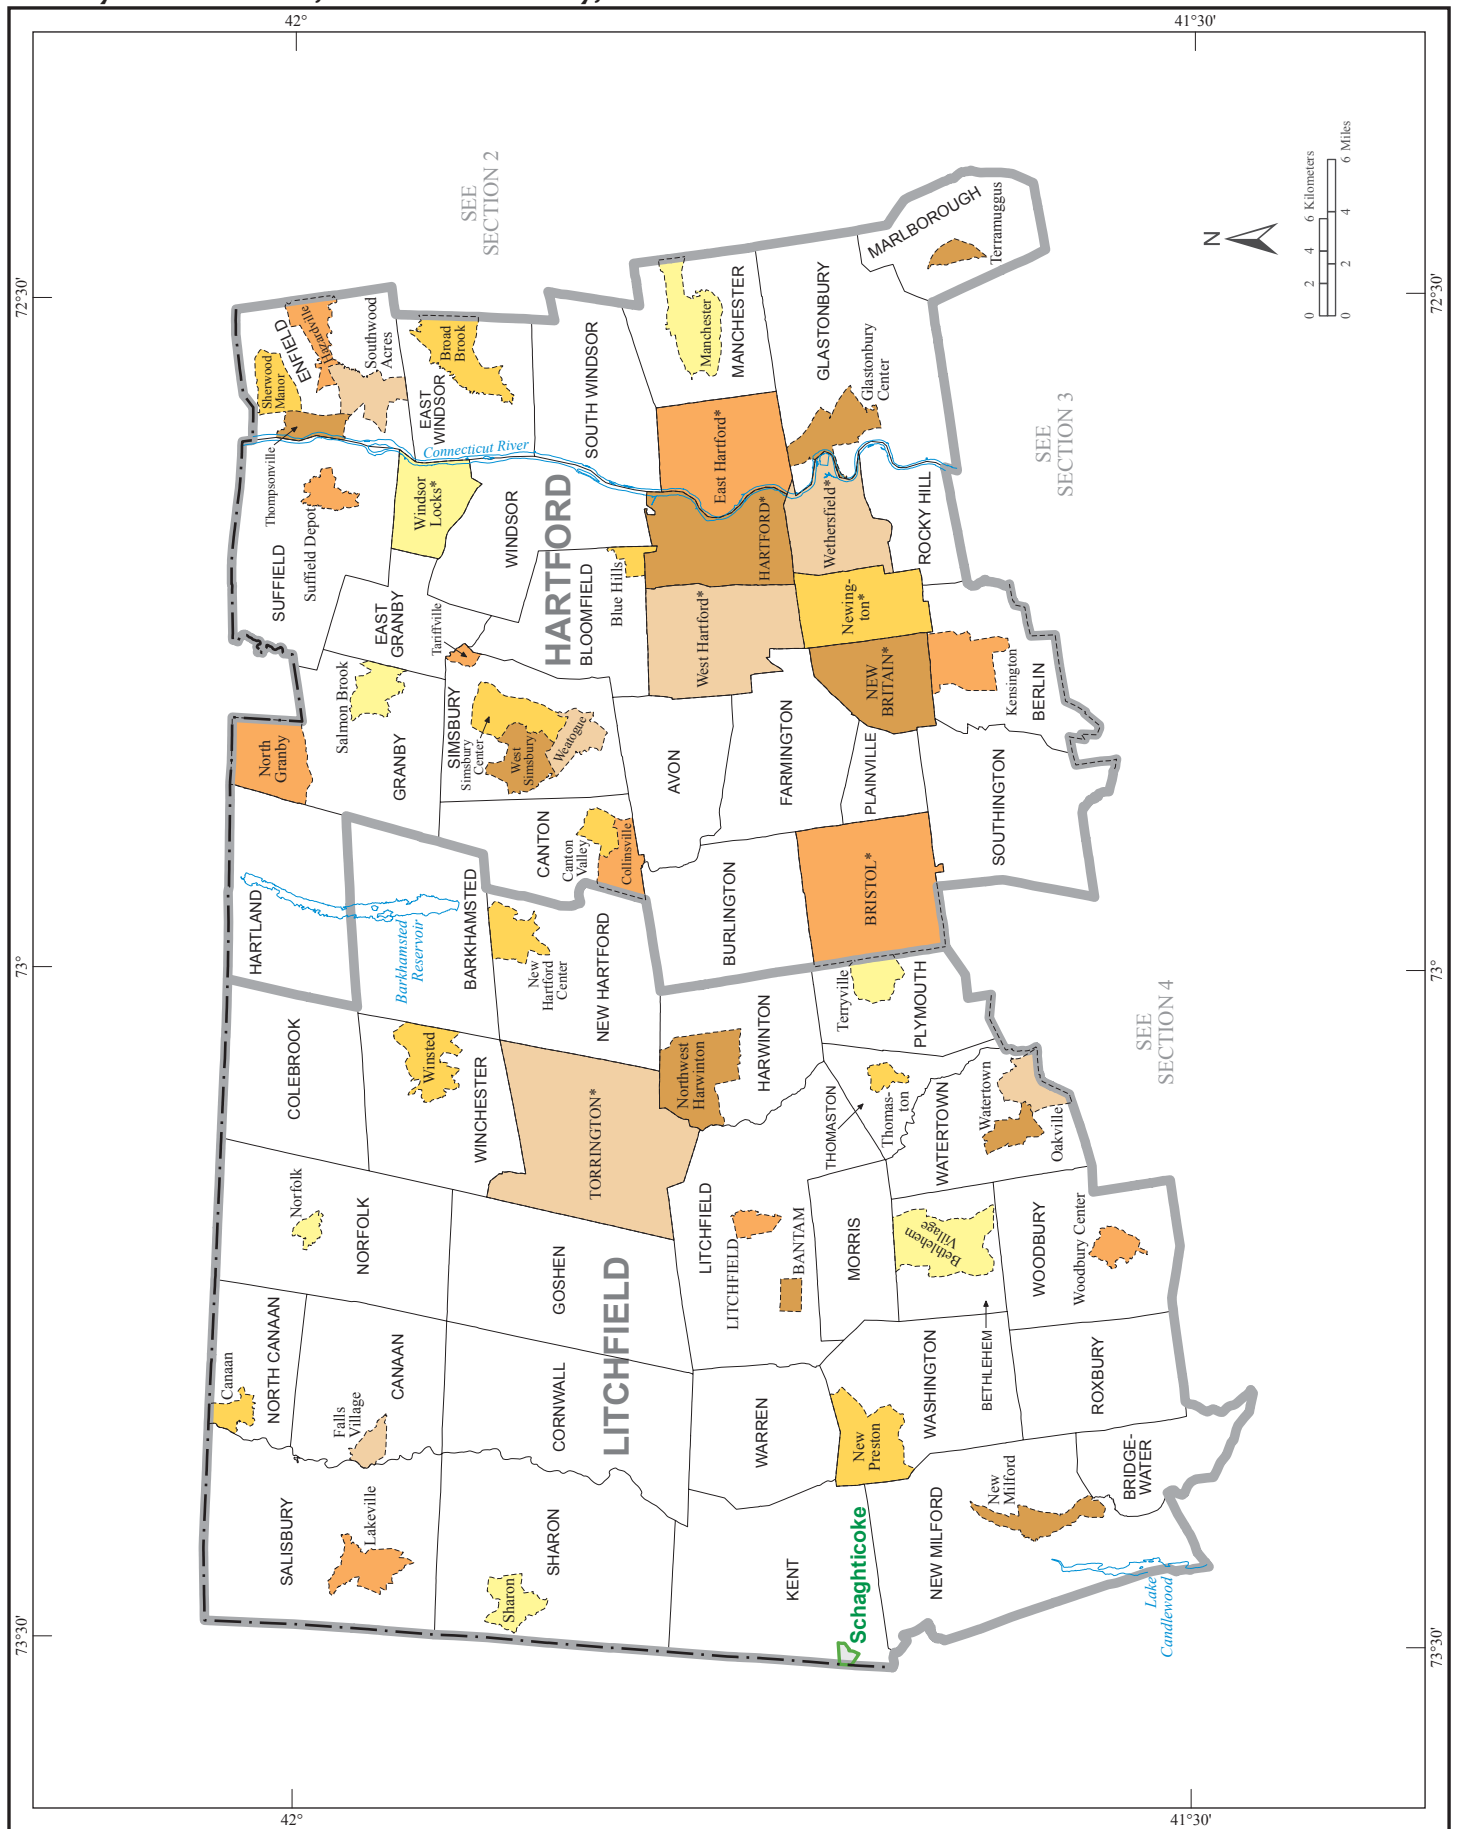 42°
41°30'
72°30'
72°30'
73°
73°
73°30'
73°30'
42°
41°30'
SEE
SECTION 2
SEE
SECTION 3
SEE
SECTION 4
N
0 2 4 6 Kilometers
0 2 4 6 Miles
HARTFORD
LITCHFIELD
ENFIELD
Hazardville
Sherwood
Manor
Southwood
Acres
Thompsonville
EAST
WINDSOR
Broad
Brook
Connecticut River
SOUTH WINDSOR
Manchester
MANCHESTER
GLASTONBURY
Glastonbury
Center
MARLBOROUGH
Terramuggus
East Hartford*
HARTFORD*
Wethersfield*
ROCKY HILL
SUFFIELD
Suffield Depot
Windsor
Locks*
WINDSOR
EAST
GRANBY
Tariffville
BLOOMFIELD
Blue Hills
West Hartford*
Newing-
ton*
NEW
BRITAIN*
Kensington
BERLIN
North
Granby
Salmon Brook
GRANBY
SIMSBURY
Simsbury
Center
West
Simsbury
Weatogue
AVON
FARMINGTON
PLAINVILLE
SOUTHINGTON
CANTON
Canton
Valley
Collinsville
BURLINGTON
BRISTOL*
HARTLAND
Barkhamsted
Reservoir
BARKHAMSTED
New
Hartford
Center
NEW HARTFORD
Terryville
PLYMOUTH
COLEBROOK
Winsted
WINCHESTER
TORRINGTON*
Northwest
Harwinton
HARWINTON
THOMASTON
Thomas-
ton
WATERTOWN
Watertown
Oakville
Norfolk
NORFOLK
GOSHEN
LITCHFIELD
LITCHFIELD
BANTAM
MORRIS
Bethlehem
Village
BETHLEHEM
WOODBURY
Woodbury Center
Canaan
NORTH CANAAN
Falls
Village
CANAAN
CORNWALL
WARREN
New
Preston
WASHINGTON
ROXBURY
SALISBURY
Lakeville
Sharon
SHARON
KENT
Schaghticoke
NEW MILFORD
New
Milford
BRIDGE-
WATER
Lake
Candlewood